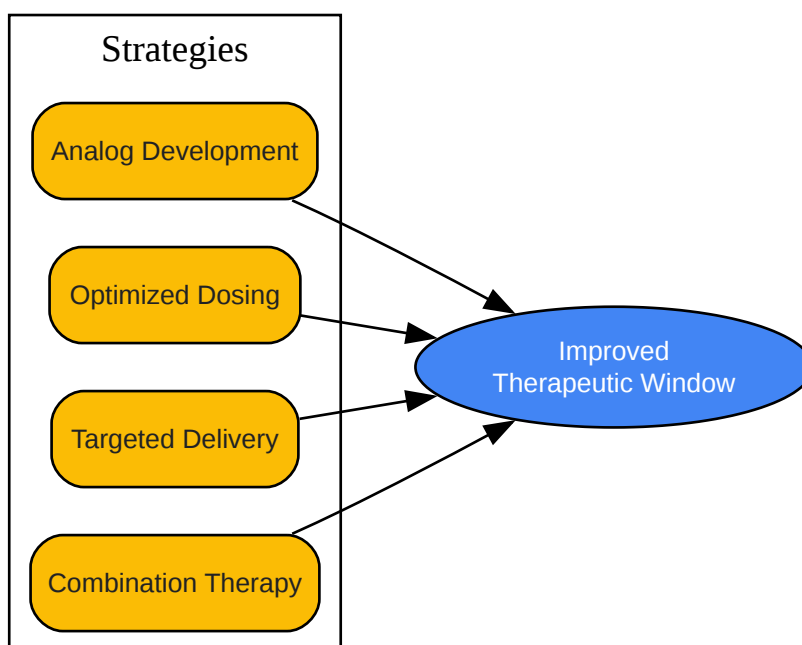 Strategies
Analog Development
Optimized Dosing
Targeted Delivery
Combination Therapy
Improved
Therapeutic Window